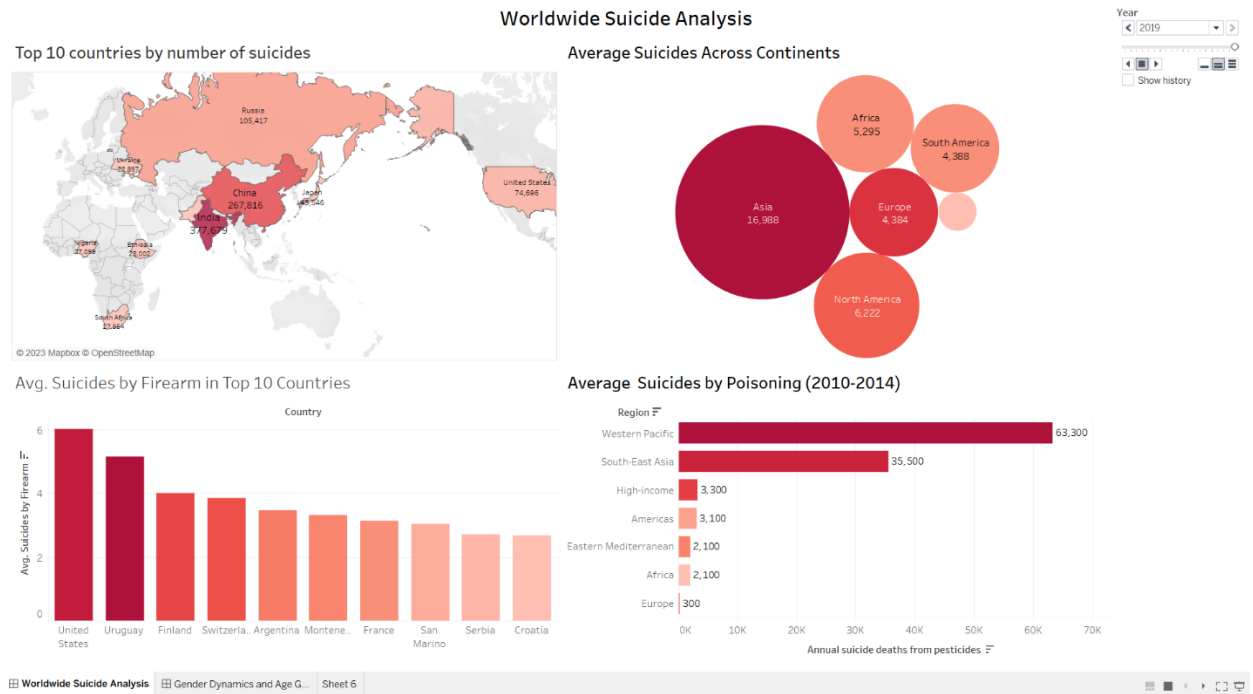 Worldwide Suicide Analysis
Year
2019
Show history
Top 10 countries by number of suicides
Russia
105,417
Ukraine
China
267,816
Japan
India
377,679
United States
74,696
Nigeria
Ethiopia
23,002
South Africa
© 2023 Mapbox © OpenStreetMap
Average Suicides Across Continents
Africa
5,295
South America
4,388
Asia
16,988
Europe
4,384
North America
6,222
Avg. Suicides by Firearm in Top 10 Countries
Country
Avg. Suicides by Firearm
6
4
2
0
United States
Uruguay
Finland
Switzerla..
Argentina
Montene..
France
San Marino
Serbia
Croatia
Average Suicides by Poisoning (2010-2014)
Region
Western Pacific
63,300
South-East Asia
35,500
High-income
3,300
Americas
3,100
Eastern Mediterranean
2,100
Africa
2,100
Europe
300
0K 10K 20K 30K 40K 50K 60K 70K
Annual suicide deaths from pesticides
Worldwide Suicide Analysis
Gender Dynamics and Age G...
Sheet 6